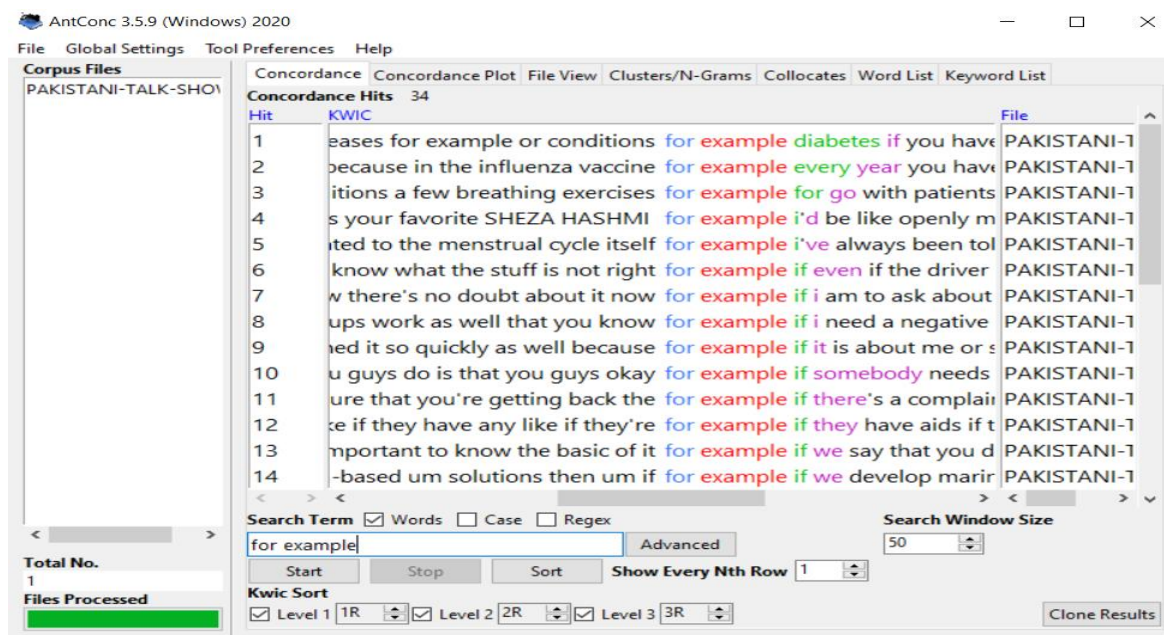 AntConc 3.5.9 (Windows) 2020
File Global Settings Tool Preferences Help
Corpus Files
PAKISTANI-TALK-SHOW
Concordance Concordance Plot File View Clusters/N-Grams Collocates Word List Keyword List
Concordance Hits 34
Hit KWIC File
1 eases for example or conditions for example diabetes if you have PAKISTANI-T
2 because in the influenza vaccine for example every year you have PAKISTANI-T
3 itions a few breathing exercises for example for go with patients PAKISTANI-T
4 s your favorite SHEZA HASHMI for example i'd be like openly m PAKISTANI-T
5 ted to the menstrual cycle itself for example i've always been tol PAKISTANI-T
6 know what the stuff is not right for example if even if the driver PAKISTANI-T
7 w there's no doubt about it now for example if i am to ask about PAKISTANI-T
8 ups work as well that you know for example if i need a negative PAKISTANI-T
9 ned it so quickly as well because for example if it is about me or s PAKISTANI-T
10 u guys do is that you guys okay for example if somebody needs PAKISTANI-T
11 ure that you're getting back the for example if there's a complain PAKISTANI-T
12 ke if they have any like if they're for example if they have aids if t PAKISTANI-T
13 mportant to know the basic of it for example if we say that you d PAKISTANI-T
14 -based um solutions then um if for example if we develop marin PAKISTANI-T
Search Term Words Case Regex Search Window Size
for example Advanced 50
Total No.
1
Start Stop Sort Show Every Nth Row 1
Files Processed
Kwic Sort
Level 1 1R Level 2 2R Level 3 3R Clone Results